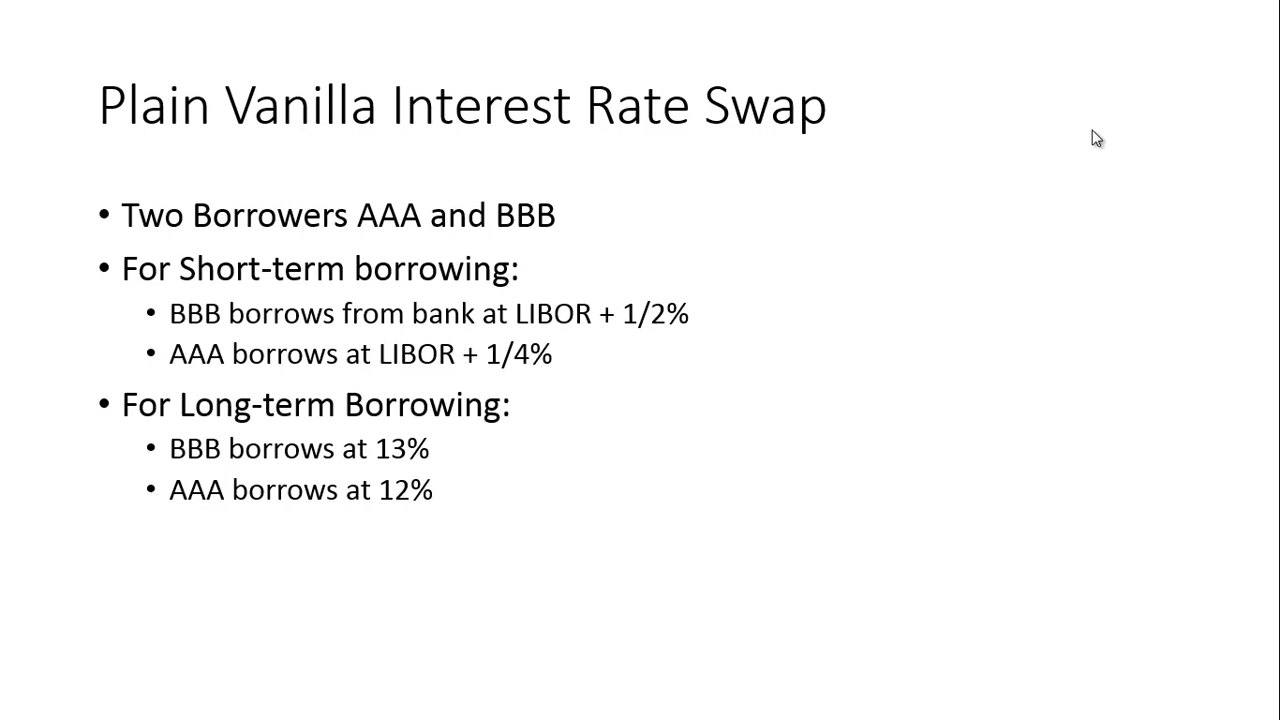 Plain Vanilla Interest Rate Swap
• Two Borrowers AAA and BBB
• For Short-term borrowing:
• BBB borrows from bank at LIBOR + 1/2%
• AAA borrows at LIBOR + 1/4%
• For Long-term Borrowing:
• BBB borrows at 13%
• AAA borrows at 12%